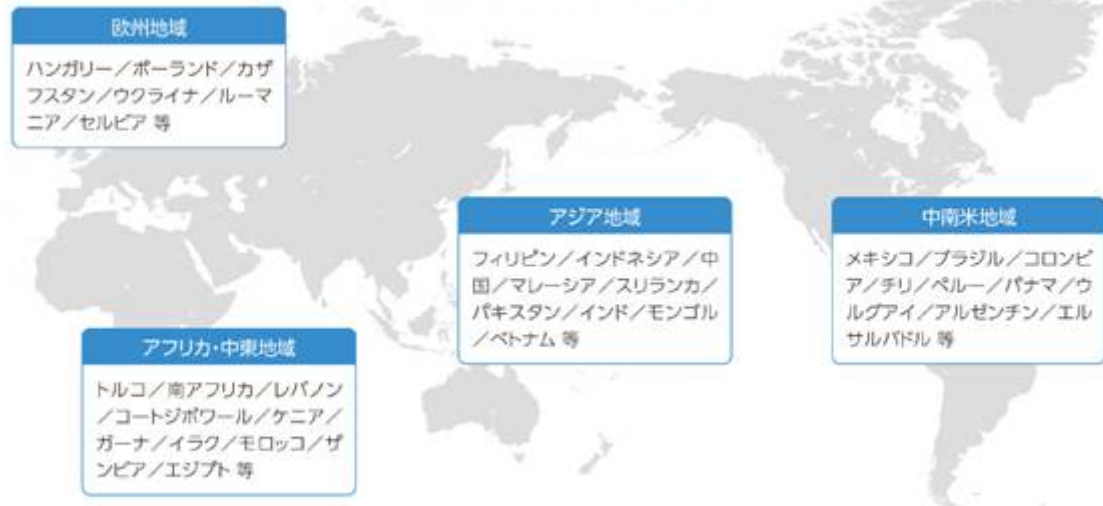 欧州地域
ハンガリー／ポーランド／カザ
フスタン／ウクライナ／ルーマ
ニア／セルビア 等
アジア地域
フィリピン／インドネシア／中
国／マレーシア／スリランカ／
パキスタン／インド／モンゴル
／ベトナム 等
中南米地域
メキシコ／ブラジル／コロンビ
ア／チリ／ペルー／パナマ／ウ
ルグアイ／アルゼンチン／エル
サルバドル 等
アフリカ・中東地域
トルコ／南アフリカ／レバノン
／コートジボワール／ケニア／
ガーナ／イラク／モロッコ／ザ
ンビア／エジプト 等